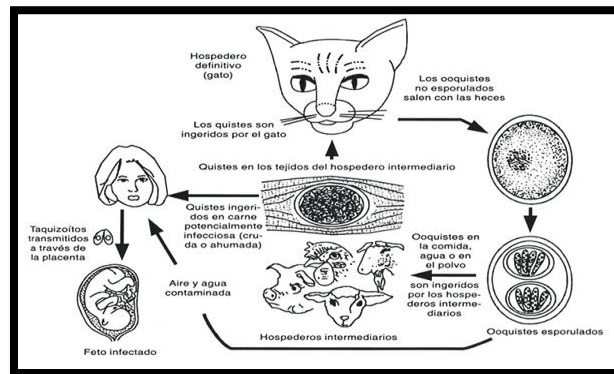 Hospedero
definitivo
(gato)
Los ooquistes
no esporulados
salen con las heces
Los quistes son
ingeridos por el gato
Quistes en los tejidos del hospedero intermediario
Quistes ingeri-
dos en carne
potencialmente
infecciosa (cru-
da o ahumada)
Taquizoítos
transmitidos
a través de
la placenta
Ooquistes en
la comida,
agua o en
el polvo
son ingeridos
por los hospe-
deros interme-
diarios
Aire y agua
contaminada
Hospederos intermediarios
Ooquistes esporulados
Feto infectado